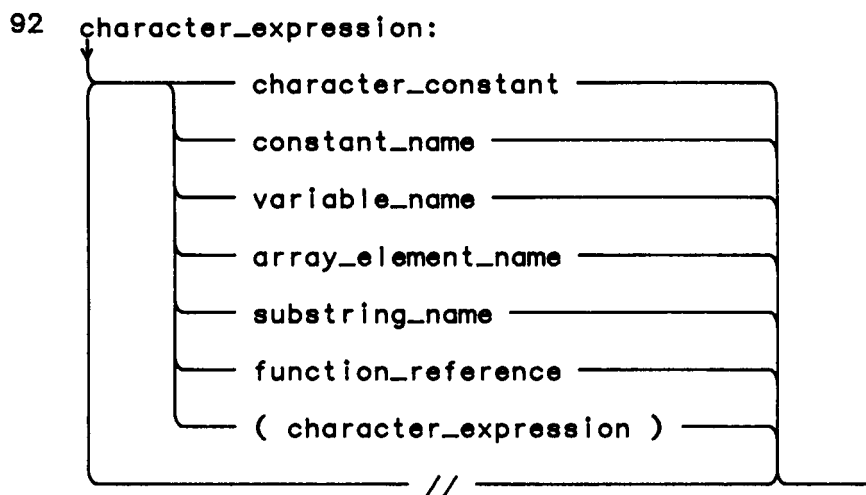 92 character_expression:
character_constant
constant_name
variable_name
array_element_name
substring_name
function_reference
( character_expression )
//